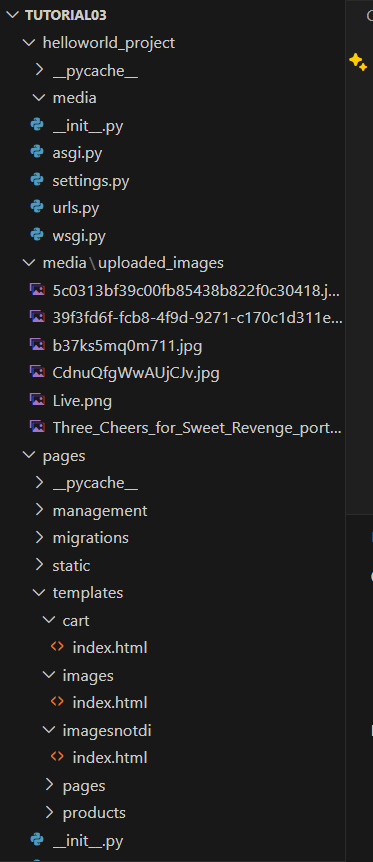 TUTORIAL03
helloworld_project
__pycache__
media
__init__.py
asgi.py
settings.py
urls.py
wsgi.py
media\uploaded_images
5c0313bf39c00fb85438b822f0c30418.j...
39f3fd6f-fcb8-4f9d-9271-c170c1d311e...
b37ks5mq0m711.jpg
CdnuQfgWwAUjCJv.jpg
Live.png
Three_Cheers_for_Sweet_Revenge_port...
pages
__pycache__
management
migrations
static
templates
cart
index.html
images
index.html
imagesnotdi
index.html
pages
products
__init__.py